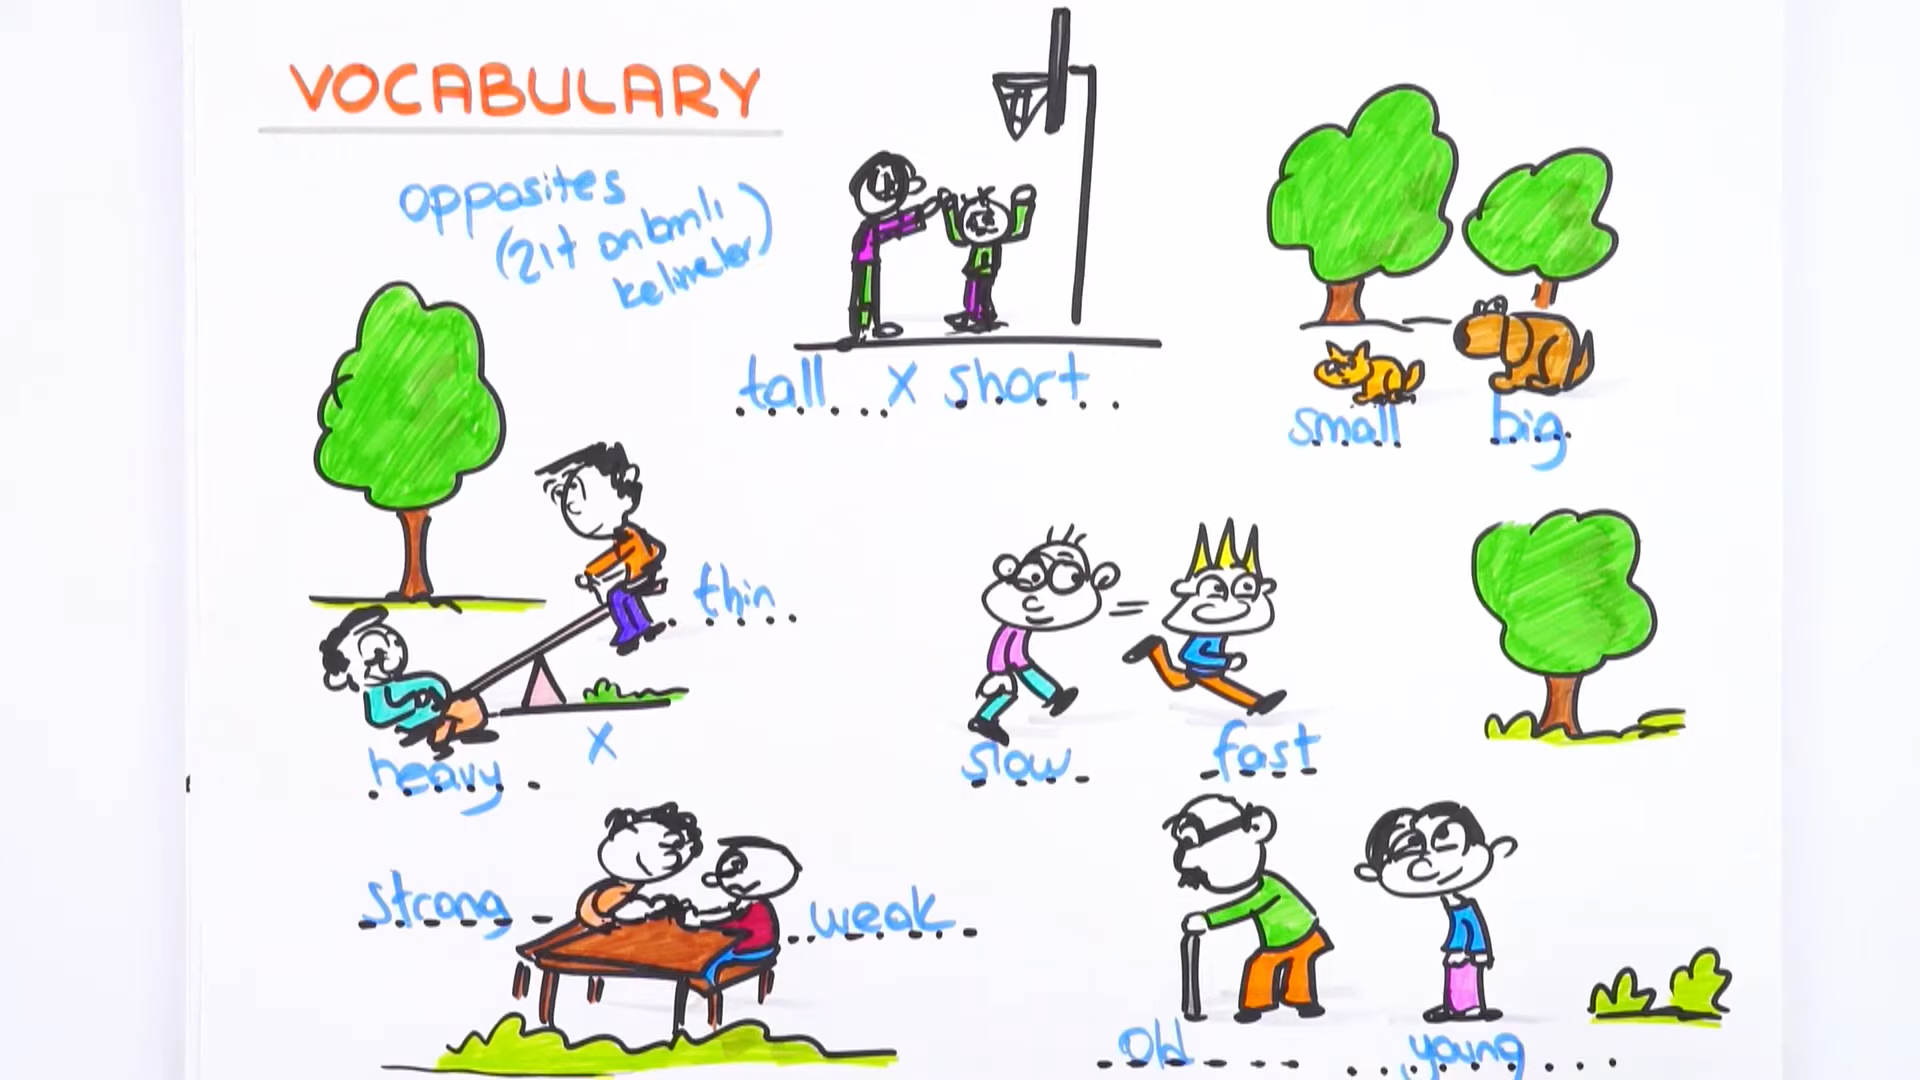 VOCABULARY
opposites
(zıt anlamlı
kelimeler)
tall x short
small big
thin
heavy x
slow fast
strong weak
old young